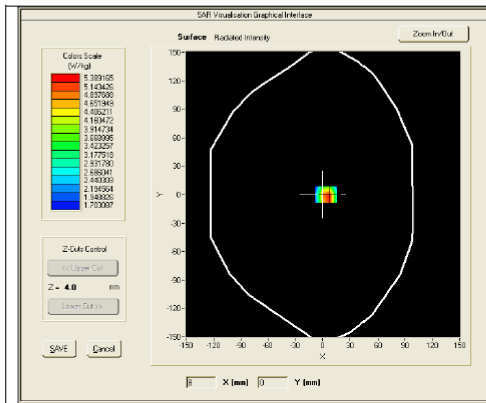 SAR Visualisation Graphical Interface
Surface Radiated Intensity
Zoom In/Out
Colors Scale
(W/kg)
5.389165
5.143426
4.897688
4.651949
4.406211
4.160472
3.914734
3.668995
3.423257
3.177518
2.931780
2.686041
2.440303
2.194564
1.948826
1.703087
Z-Cuts Control
<< Upper Cut
Z = 4.0 mm
Lower Cut >>
SAVE Cancel
150
120
90
60
30
0
-30
-60
-90
-120
-150
Y
-150 -120 -90 -60 -30 0 30 60 90 120 150
X
8 X (mm) 0 Y (mm)